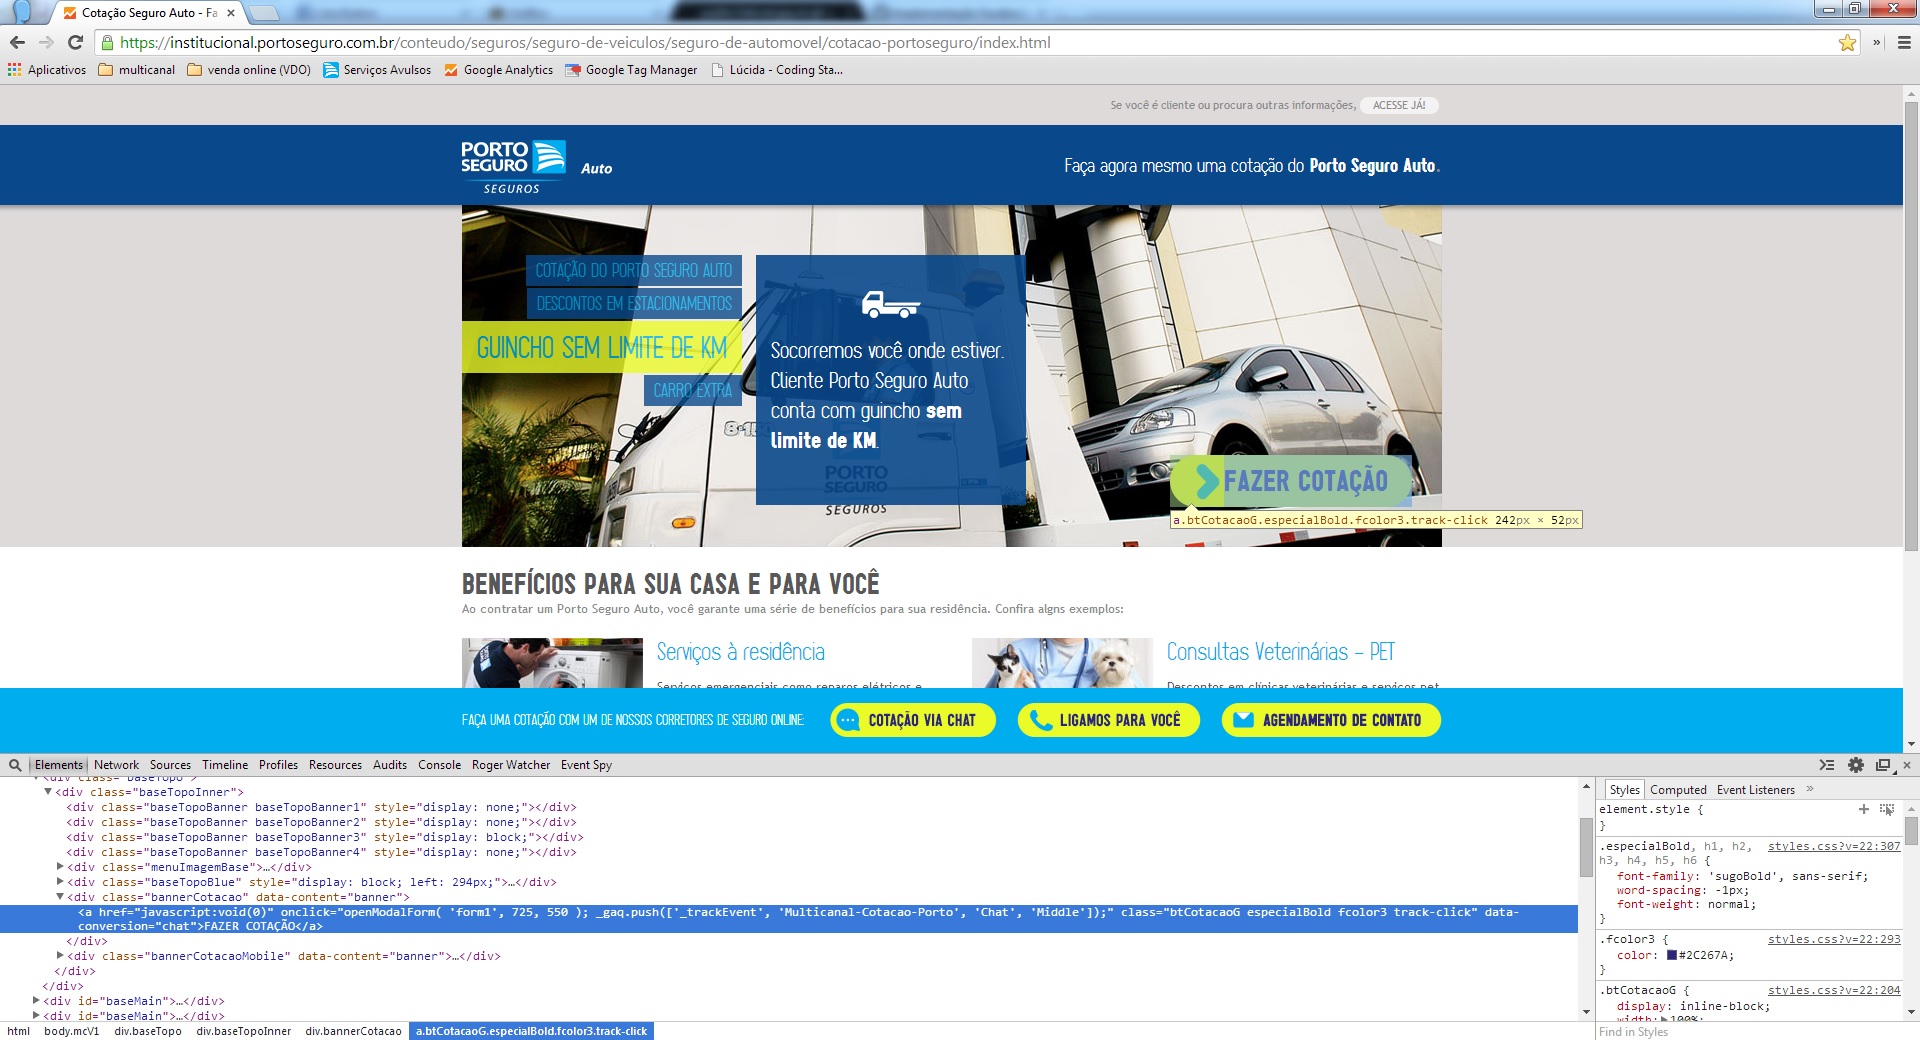 Cotação Seguro Auto - Fa
https://institucional.portoseguro.com.br/conteudo/seguros/seguro-de-veiculos/seguro-de-automovel/cotacao-portoseguro/index.html
Aplicativos multicanal venda online (VDO) Serviços Avulsos Google Analytics Google Tag Manager Lúcida - Coding Sta...
Se você é cliente ou procura outras informações, ACESSE JÁ!
PORTO
SEGURO
SEGUROS
Auto
Faça agora mesmo uma cotação do Porto Seguro Auto.
COTAÇÃO DO PORTO SEGURO AUTO
DESCONTOS EM ESTACIONAMENTOS
GUINCHO SEM LIMITE DE KM
CARRO EXTRA
Socorremos você onde estiver.
Cliente Porto Seguro Auto
conta com guincho sem
limite de KM.
PORTO
SEGURO
SEGUROS
FAZER COTAÇÃO
a.btCotacaoG.especialBold.fcolor3.track-click 242px × 52px
BENEFÍCIOS PARA SUA CASA E PARA VOCÊ
Ao contratar um Porto Seguro Auto, você garante uma série de benefícios para sua residência. Confira algns exemplos:
Serviços à residência
Serviços emergenciais como reparos elétricos e
Consultas Veterinárias - PET
Descontos em clínicas veterinárias e serviços pet
FAÇA UMA COTAÇÃO COM UM DE NOSSOS CORRETORES DE SEGURO ONLINE: COTAÇÃO VIA CHAT LIGAMOS PARA VOCÊ AGENDAMENTO DE CONTATO
Elements Network Sources Timeline Profiles Resources Audits Console Roger Watcher Event Spy
<div class="baseTopo">
<div class="baseTopoInner">
<div class="baseTopoBanner baseTopoBanner1" style="display: none;"></div>
<div class="baseTopoBanner baseTopoBanner2" style="display: none;"></div>
<div class="baseTopoBanner baseTopoBanner3" style="display: block;"></div>
<div class="baseTopoBanner baseTopoBanner4" style="display: none;"></div>
<div class="menuImagemBase">…</div>
<div class="baseTopoBlue" style="display: block; left: 294px;">…</div>
<div class="bannerCotacao" data-content="banner">
<a href="javascript:void(0)" onclick="openModalForm( 'form1', 725, 550 ); _gaq.push(['_trackEvent', 'Multicanal-Cotacao-Porto', 'Chat', 'Middle']);" class="btCotacaoG especialBold fcolor3 track-click" data-
conversion="chat">FAZER COTAÇÃO</a>
</div>
<div class="bannerCotacaoMobile" data-content="banner">…</div>
</div>
</div>
<div id="baseMain">…</div>
<div id="baseMain">…</div>
html body.mcV1 div.baseTopo div.baseTopoInner div.bannerCotacao a.btCotacaoG.especialBold.fcolor3.track-click
Styles Computed Event Listeners »
element.style {
}
.especialBold, h1, h2, styles.css?v=22:307
h3, h4, h5, h6 {
font-family: 'sugoBold', sans-serif;
word-spacing: -1px;
font-weight: normal;
}
.fcolor3 { styles.css?v=22:293
color: #2C267A;
}
.btCotacaoG { styles.css?v=22:204
display: inline-block;
width: 100%;
Find in Styles